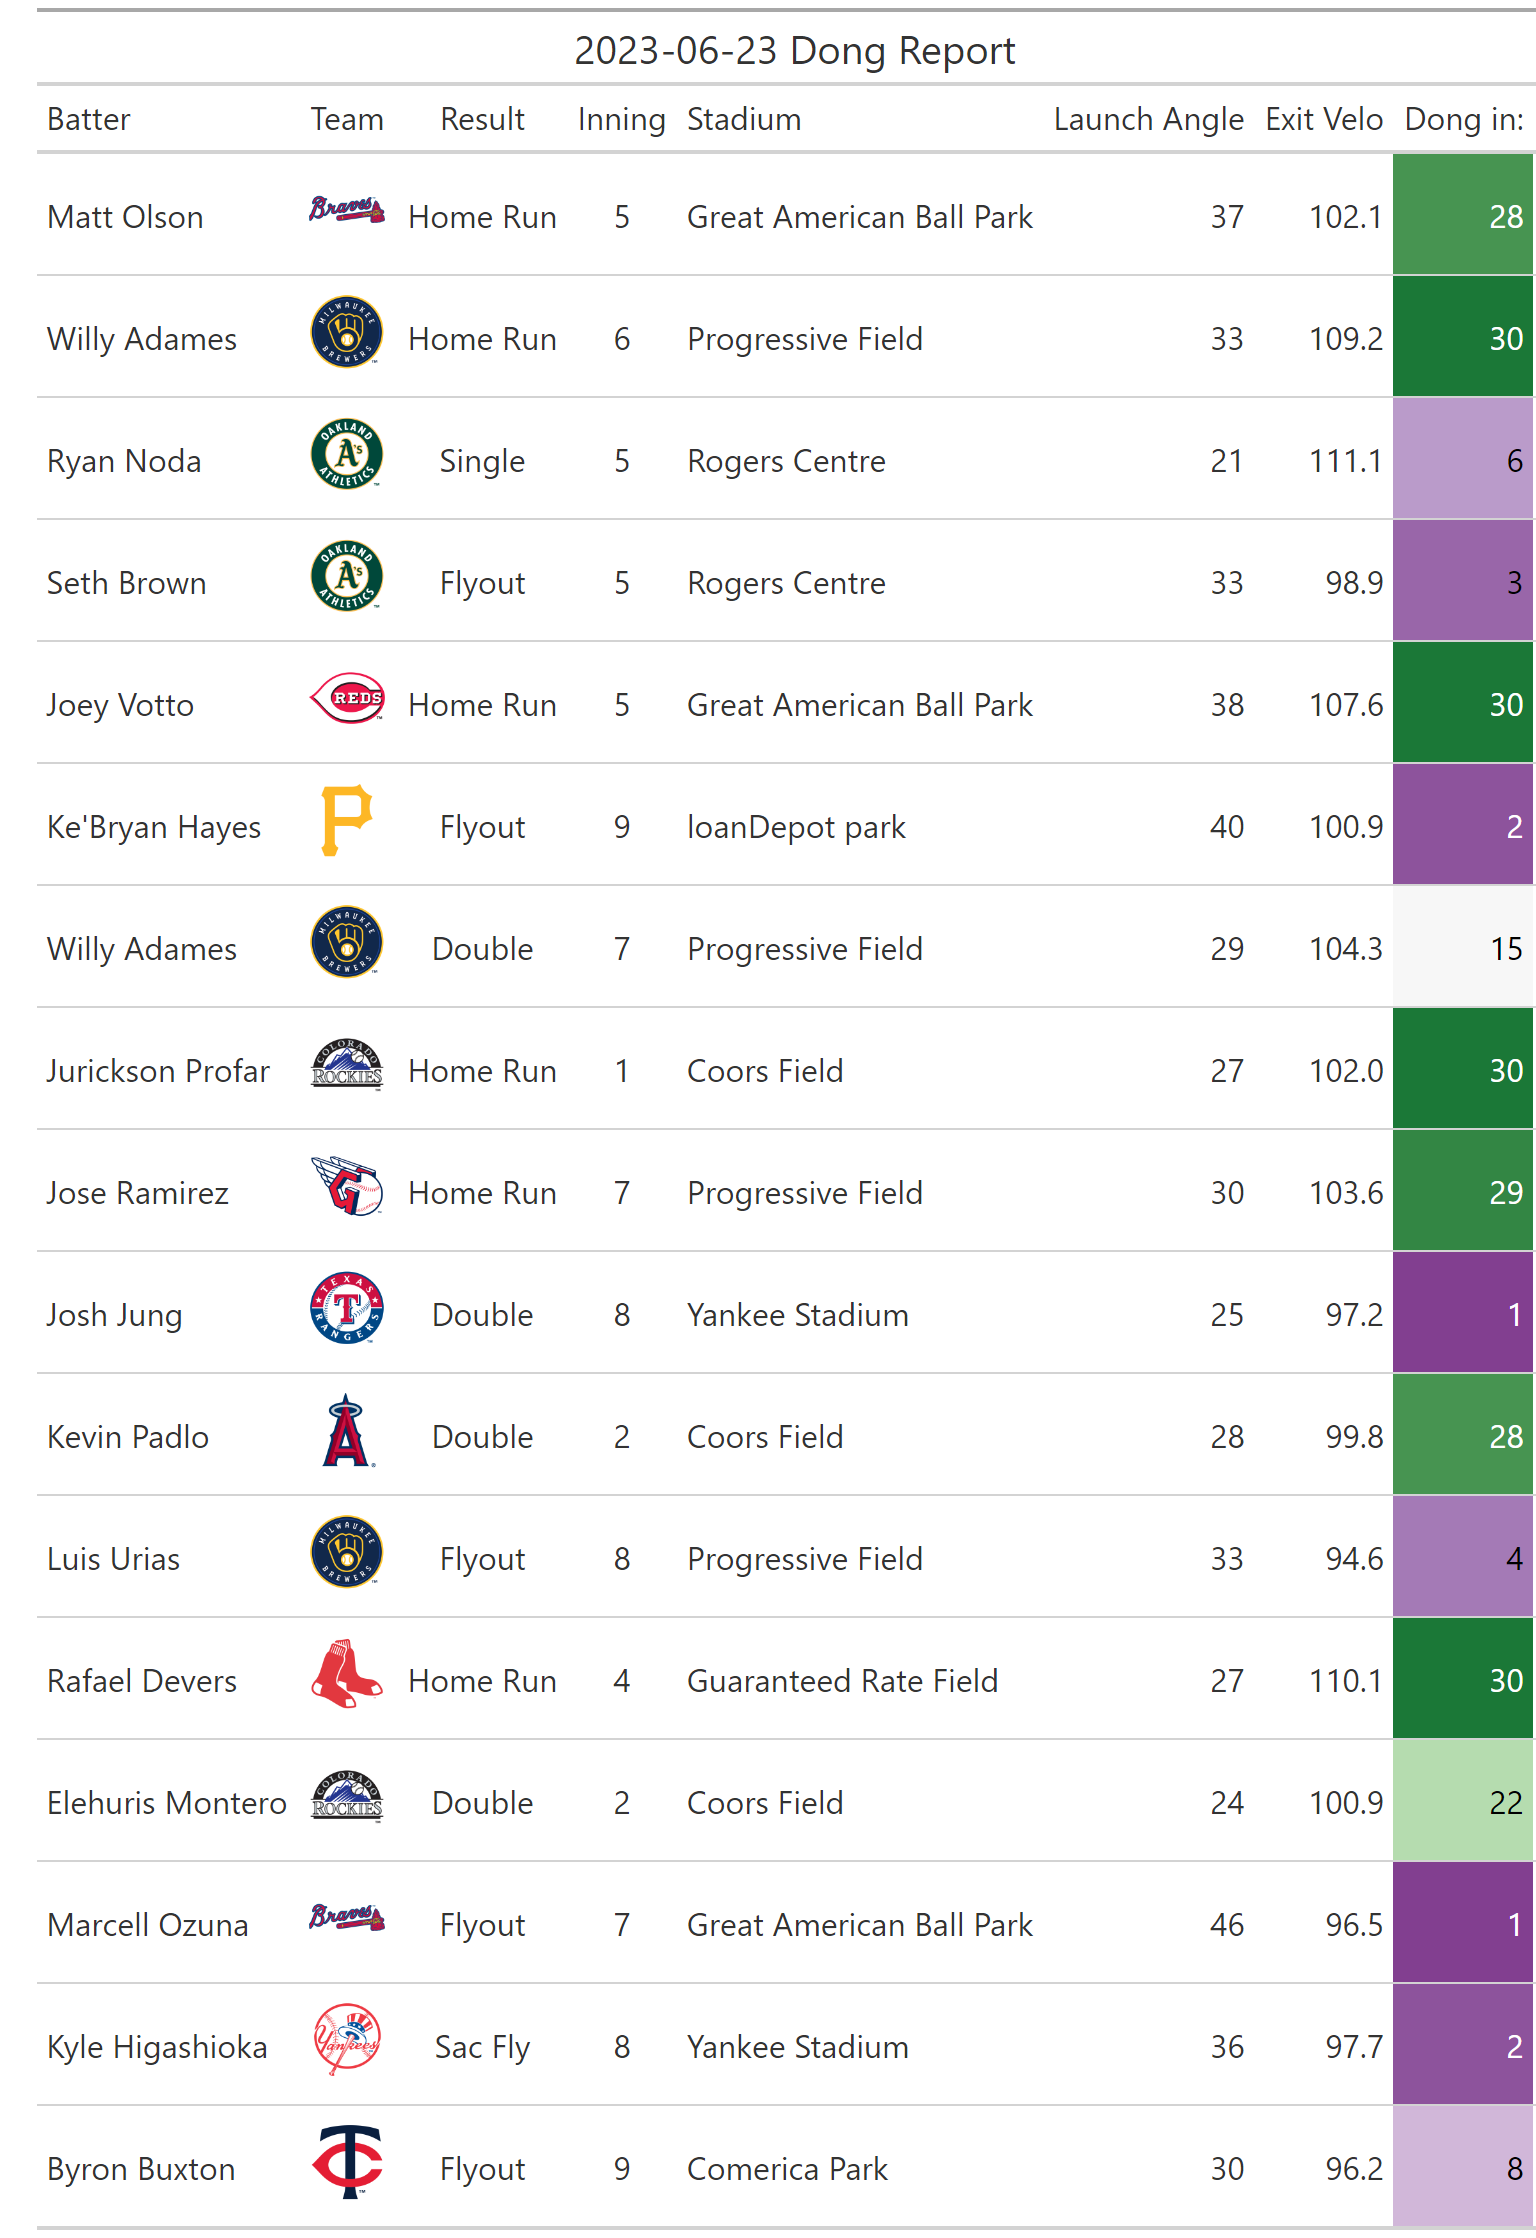 2023-06-23 Dong Report
Batter Team Result Inning Stadium Launch Angle Exit Velo Dong in:
Matt Olson Braves Home Run 5 Great American Ball Park 37 102.1 28
Willy Adames MILWAUKEE BREWERS Home Run 6 Progressive Field 33 109.2 30
Ryan Noda OAKLAND A's ATHLETICS Single 5 Rogers Centre 21 111.1 6
Seth Brown OAKLAND A's ATHLETICS Flyout 5 Rogers Centre 33 98.9 3
Joey Votto REDS Home Run 5 Great American Ball Park 38 107.6 30
Ke'Bryan Hayes P Flyout 9 loanDepot park 40 100.9 2
Willy Adames MILWAUKEE BREWERS Double 7 Progressive Field 29 104.3 15
Jurickson Profar COLORADO ROCKIES Home Run 1 Coors Field 27 102.0 30
Jose Ramirez G Home Run 7 Progressive Field 30 103.6 29
Josh Jung TEXAS T RANGERS Double 8 Yankee Stadium 25 97.2 1
Kevin Padlo A Double 2 Coors Field 28 99.8 28
Luis Urias MILWAUKEE BREWERS Flyout 8 Progressive Field 33 94.6 4
Rafael Devers Home Run 4 Guaranteed Rate Field 27 110.1 30
Elehuris Montero COLORADO ROCKIES Double 2 Coors Field 24 100.9 22
Marcell Ozuna Braves Flyout 7 Great American Ball Park 46 96.5 1
Kyle Higashioka Yankees Sac Fly 8 Yankee Stadium 36 97.7 2
Byron Buxton TC Flyout 9 Comerica Park 30 96.2 8